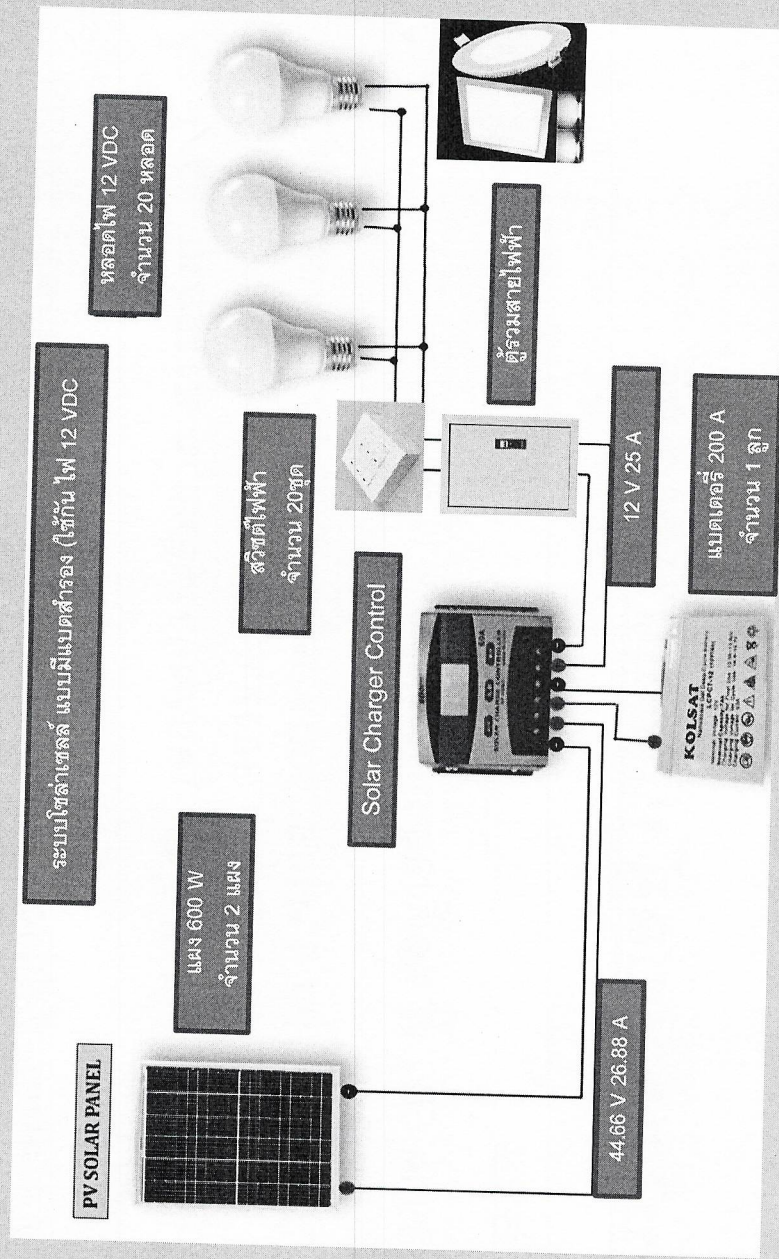 ระบบโซล่าเซลล์ แบบมีแบตสำรอง (ใช้กัน ไฟ 12 VDC
PV SOLAR PANEL
แผง 600 W
จำนวน 2 แผง
Solar Charger Control
สวิชต์ไฟฟ้า
จำนวน 20ชุด
หลอดไฟ 12 VDC
จำนวน 20 หลอด
ตู้รวมสายไฟฟ้า
44.66 V 26.88 A
12 V 25 A
แบตเตอรี่ 200 A
จำนวน 1 ลูก
60A
SOLAR CHARGE CONTROLLER
KOLSAT